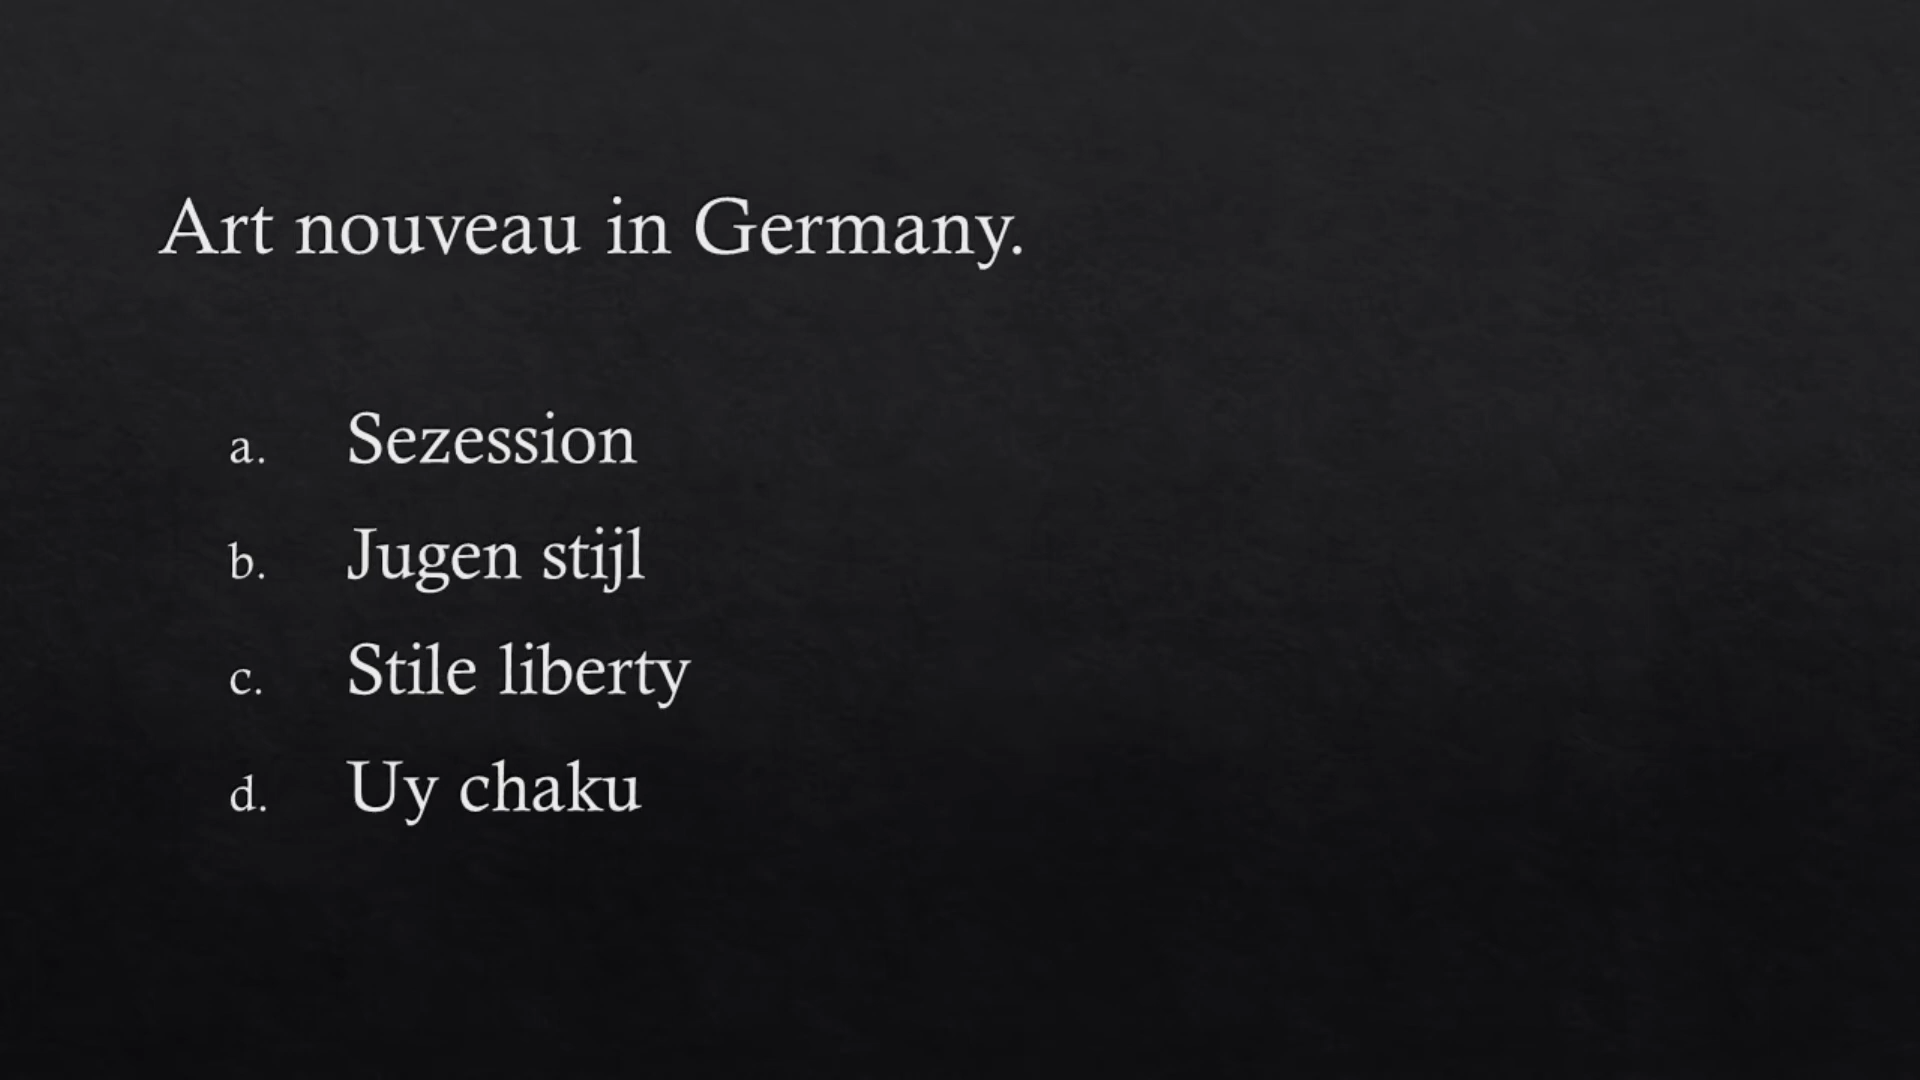 Art nouveau in Germany.
a. Sezession
b. Jugen stijl
c. Stile liberty
d. Uy chaku